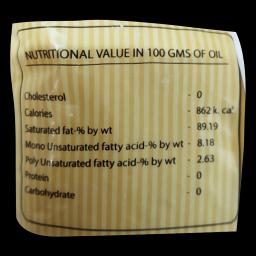 NUTRITIONAL VALUE IN 100 GMS OF OIL
Cholesterol - 0
Calories - 862 k. cal
Saturated fat-% by wt - 89.19
Mono Unsaturated fatty acid-% by wt - 8.18
Poly Unsaturated fatty acid-% by wt - 2.63
Protein - 0
Carbohydrate - 0